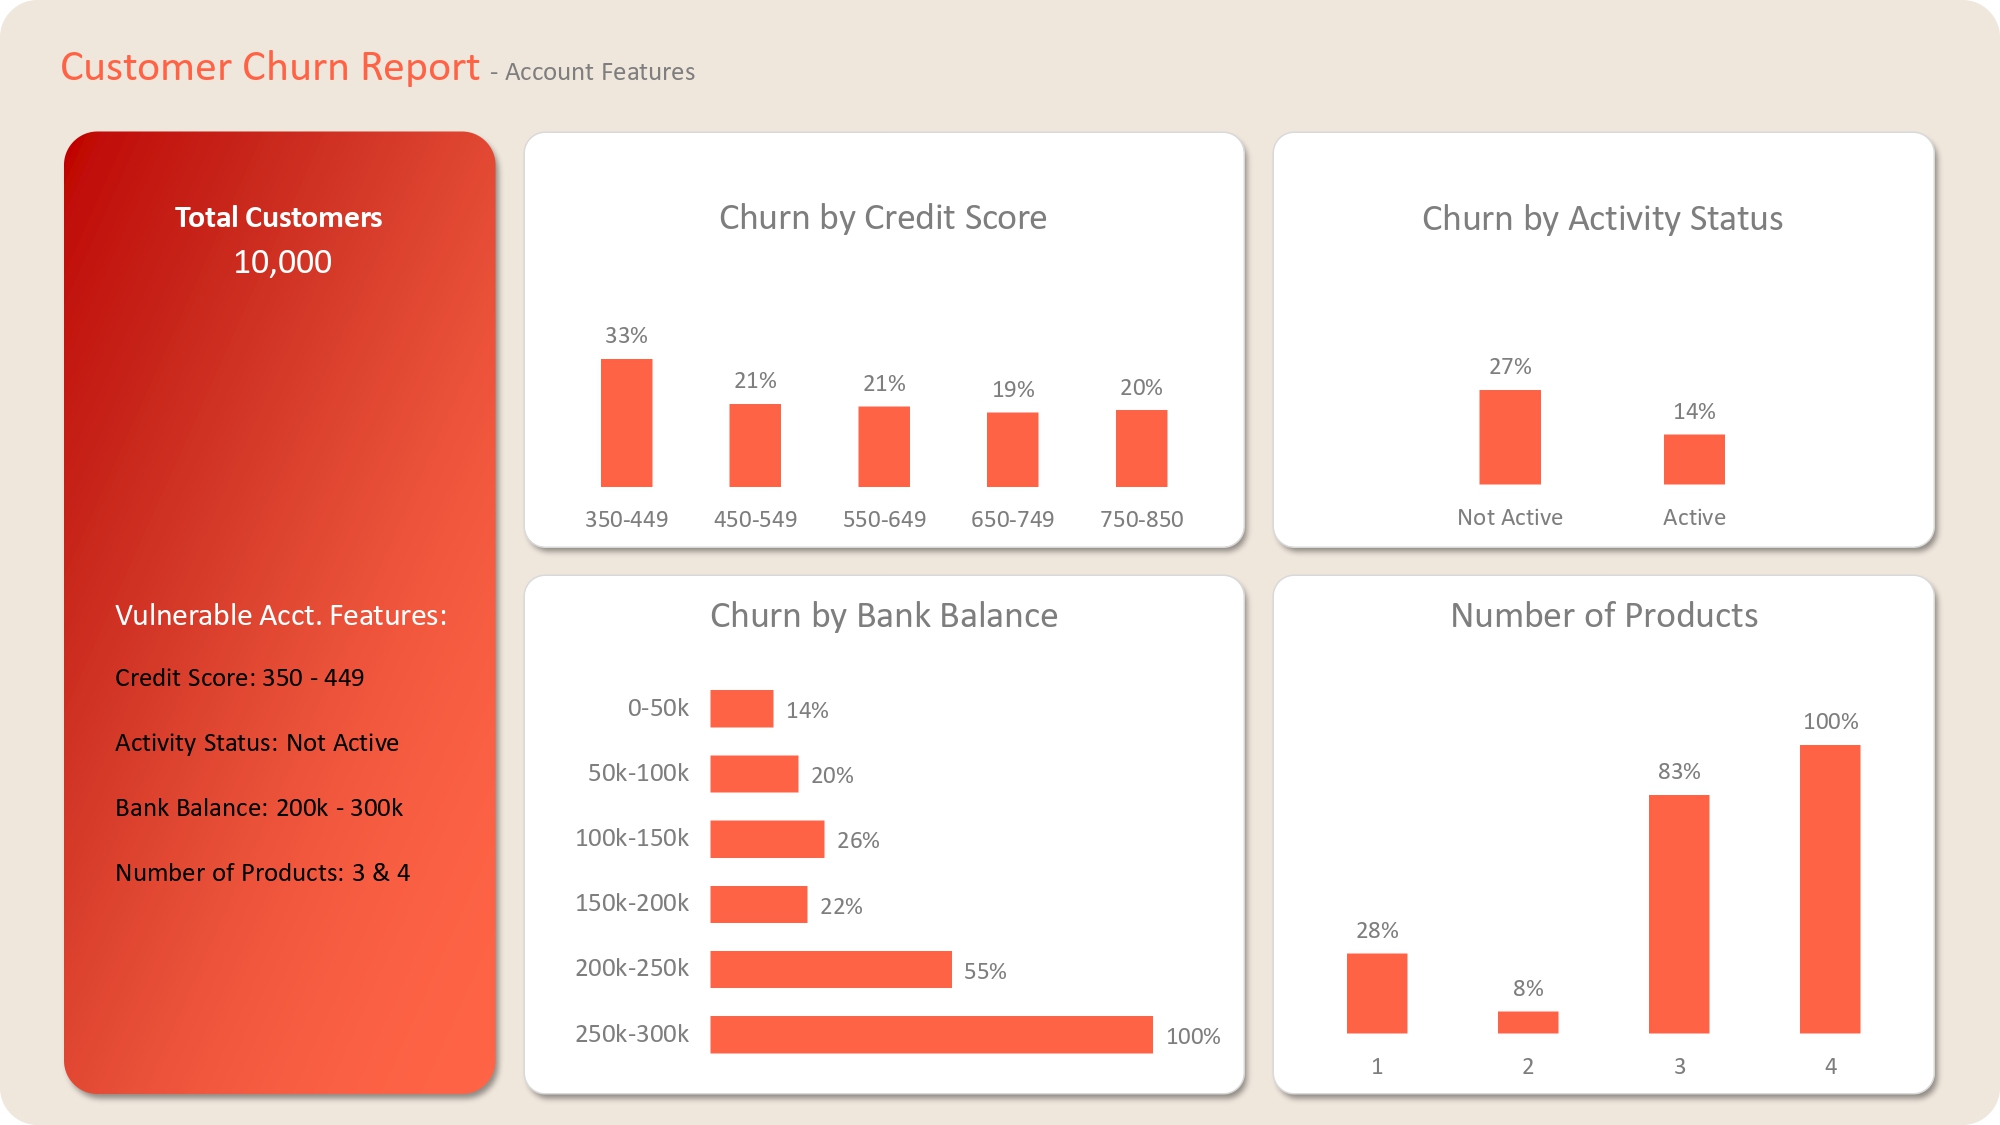 Customer Churn Report - Account Features
Total Customers
10,000
Vulnerable Acct. Features:
Credit Score: 350 - 449
Activity Status: Not Active
Bank Balance: 200k - 300k
Number of Products: 3 & 4
Churn by Credit Score
33%
21%
21%
19%
20%
350-449
450-549
550-649
650-749
750-850
Churn by Activity Status
27%
14%
Not Active
Active
Churn by Bank Balance
0-50k 14%
50k-100k 20%
100k-150k 26%
150k-200k 22%
200k-250k 55%
250k-300k 100%
Number of Products
28%
8%
83%
100%
1
2
3
4